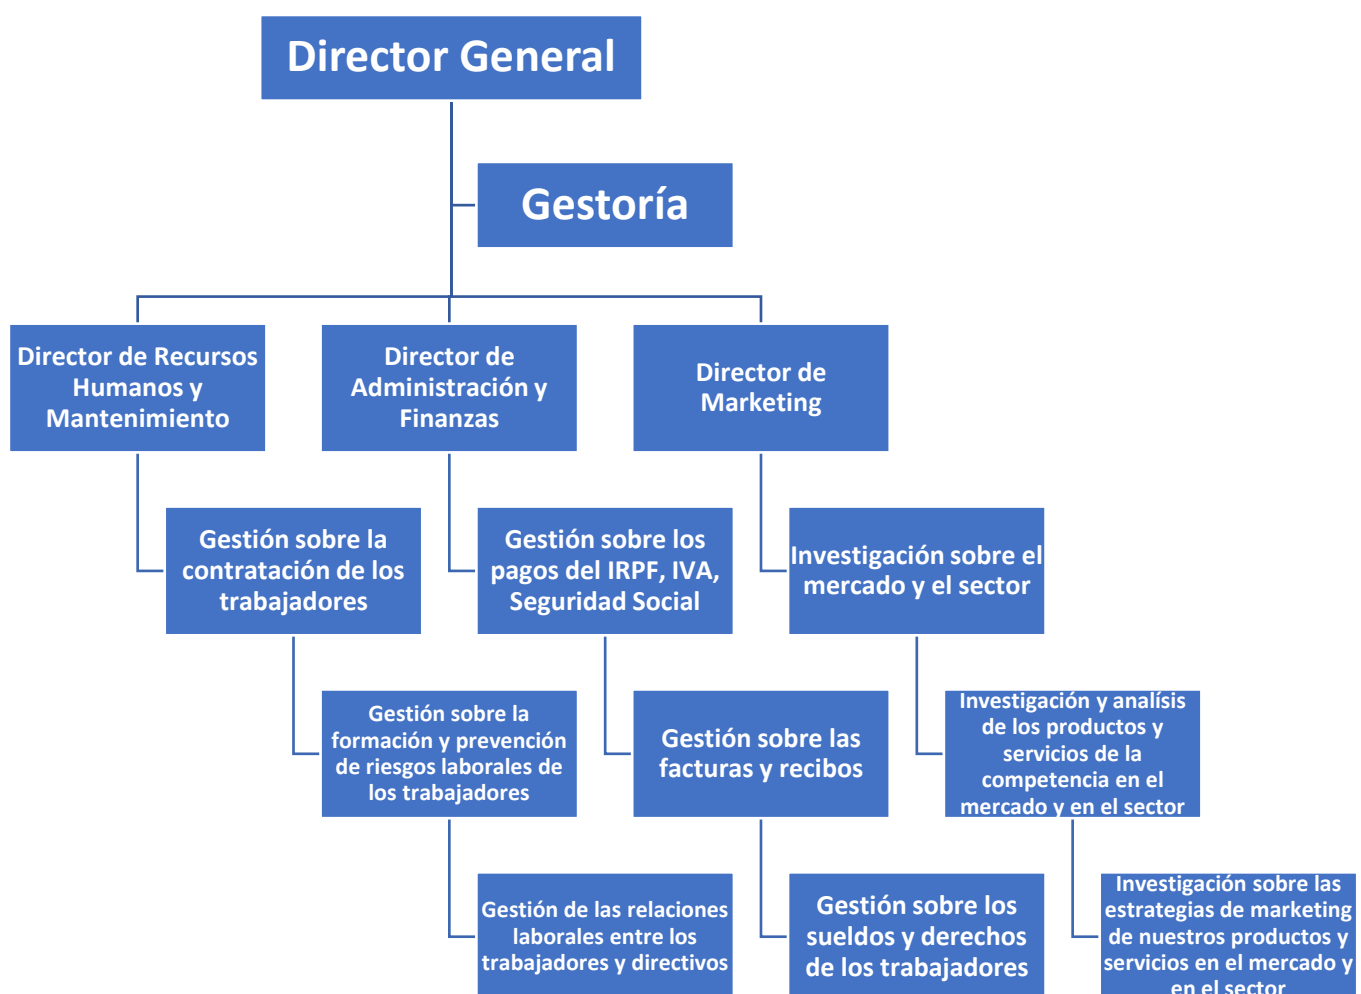 Director General
Gestoría
Director de Recursos
Humanos y
Mantenimiento
Director de
Administración y
Finanzas
Director de
Marketing
Gestión sobre la
contratación de los
trabajadores
Gestión sobre los
pagos del IRPF, IVA,
Seguridad Social
Investigación sobre el
mercado y el sector
Gestión sobre la
formación y prevención
de riesgos laborales de
los trabajadores
Gestión sobre las
facturas y recibos
Investigación y analísis
de los productos y
servicios de la
competencia en el
mercado y en el sector
Gestión de las relaciones
laborales entre los
trabajadores y directivos
Gestión sobre los
sueldos y derechos
de los trabajadores
Investigación sobre las
estrategias de marketing
de nuestros productos y
servicios en el mercado y
en el sector